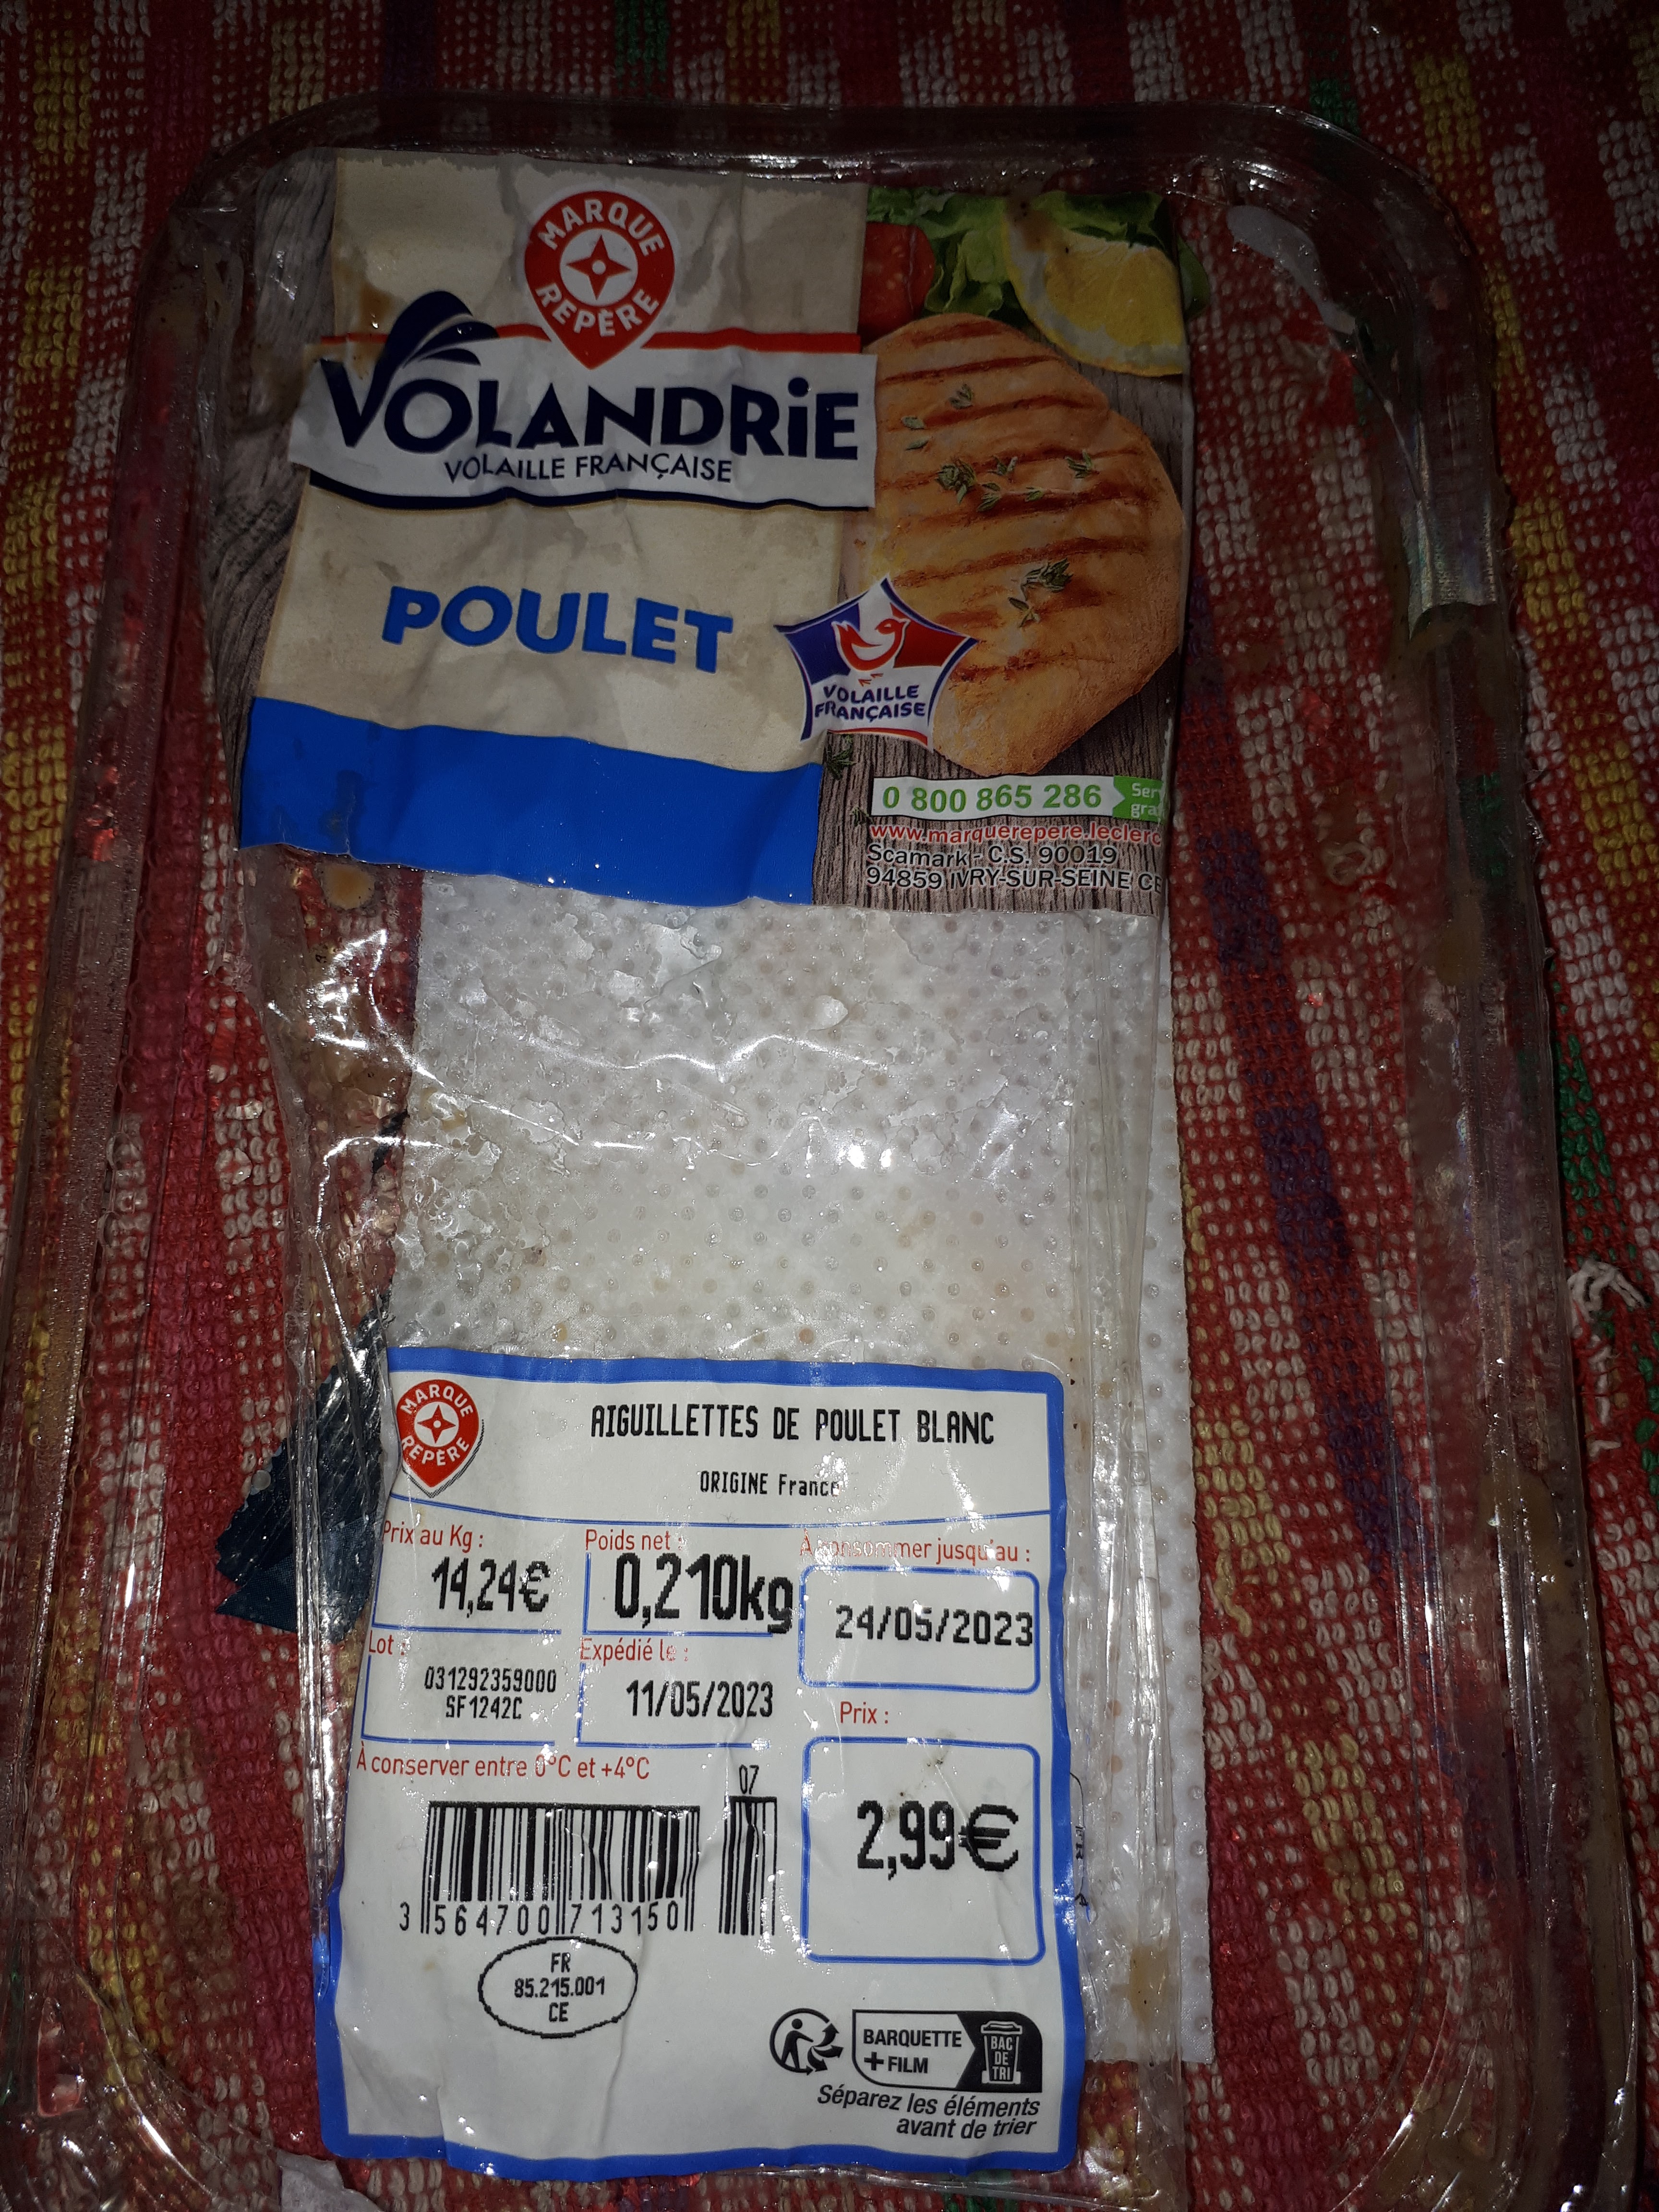 MARQUE
REPÈRE
VOLANDRiE
VOLAILLE FRANÇAISE
POULET
VOLAILLE
FRANÇAISE
0 800 865 286
www.marquerepere.leclerc
Scamark - C.S. 90019
94859 IVRY-SUR-SEINE CE
MARQUE
REPÈRE
AIGUILLETTES DE POULET BLANC
ORIGINE France
Prix au Kg :
14,24€
Poids net :
0,210kg
À consommer jusqu'au :
24/05/2023
Lot :
031292359000
SF1242C
Expédié le :
11/05/2023
Prix :
2,99€
À conserver entre 0°C et +4°C
07
3 564700 713150
FR
85.215.001
CE
BARQUETTE
+ FILM
BAC
DE
TRI
Séparez les éléments
avant de trier